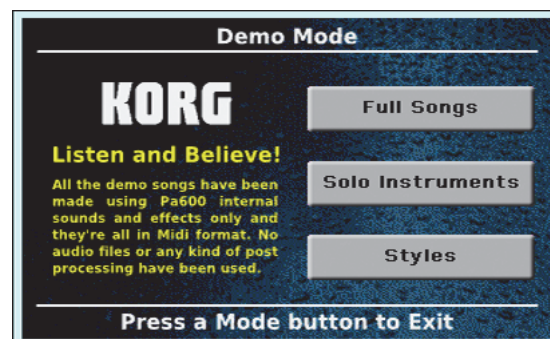 Demo Mode
KORG
Listen and Believe!
All the demo songs have been
made using Pa600 internal
sounds and effects only and
they're all in Midi format. No
audio files or any kind of post
processing have been used.
Full Songs
Solo Instruments
Styles
Press a Mode button to Exit